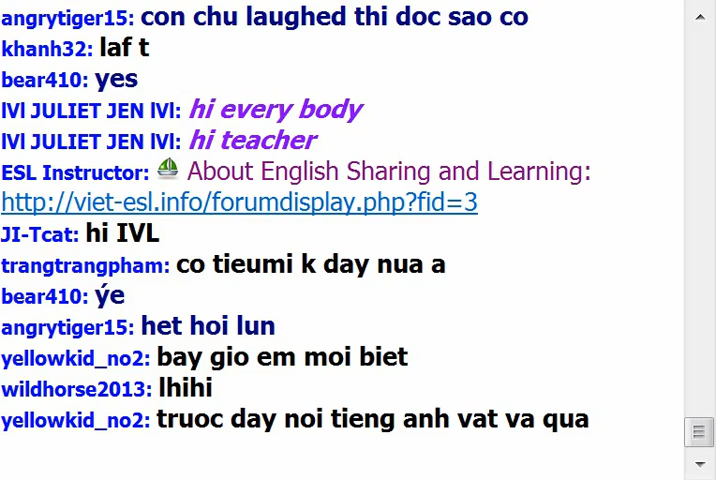 angrytiger15: con chu laughed thi doc sao co
khanh32: laf t
bear410: yes
lVl JULIET JEN lVl: hi every body
lVl JULIET JEN lVl: hi teacher
ESL Instructor: About English Sharing and Learning:
http://viet-esl.info/forumdisplay.php?fid=3
JI-Tcat: hi IVL
trangtrangpham: co tieumi k day nua a
bear410: ýe
angrytiger15: het hoi lun
yellowkid_no2: bay gio em moi biet
wildhorse2013: lhihi
yellowkid_no2: truoc day noi tieng anh vat va qua